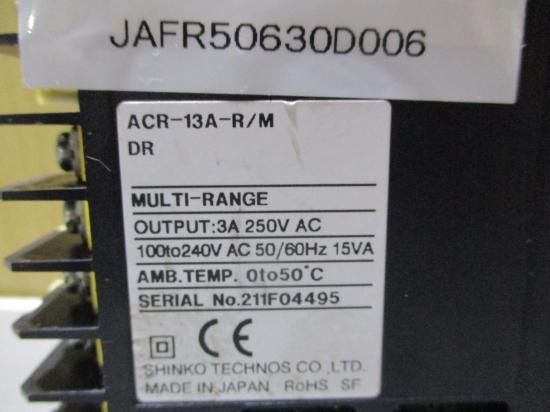 JAFR50630D006
ACR-13A-R/M
DR
MULTI-RANGE
OUTPUT:3A 250V AC
100to240V AC 50/60Hz 15VA
AMB.TEMP. 0to50°C
SERIAL No.211F04495
CE
SHINKO TECHNOS CO.,LTD.
MADE IN JAPAN RoHS SF